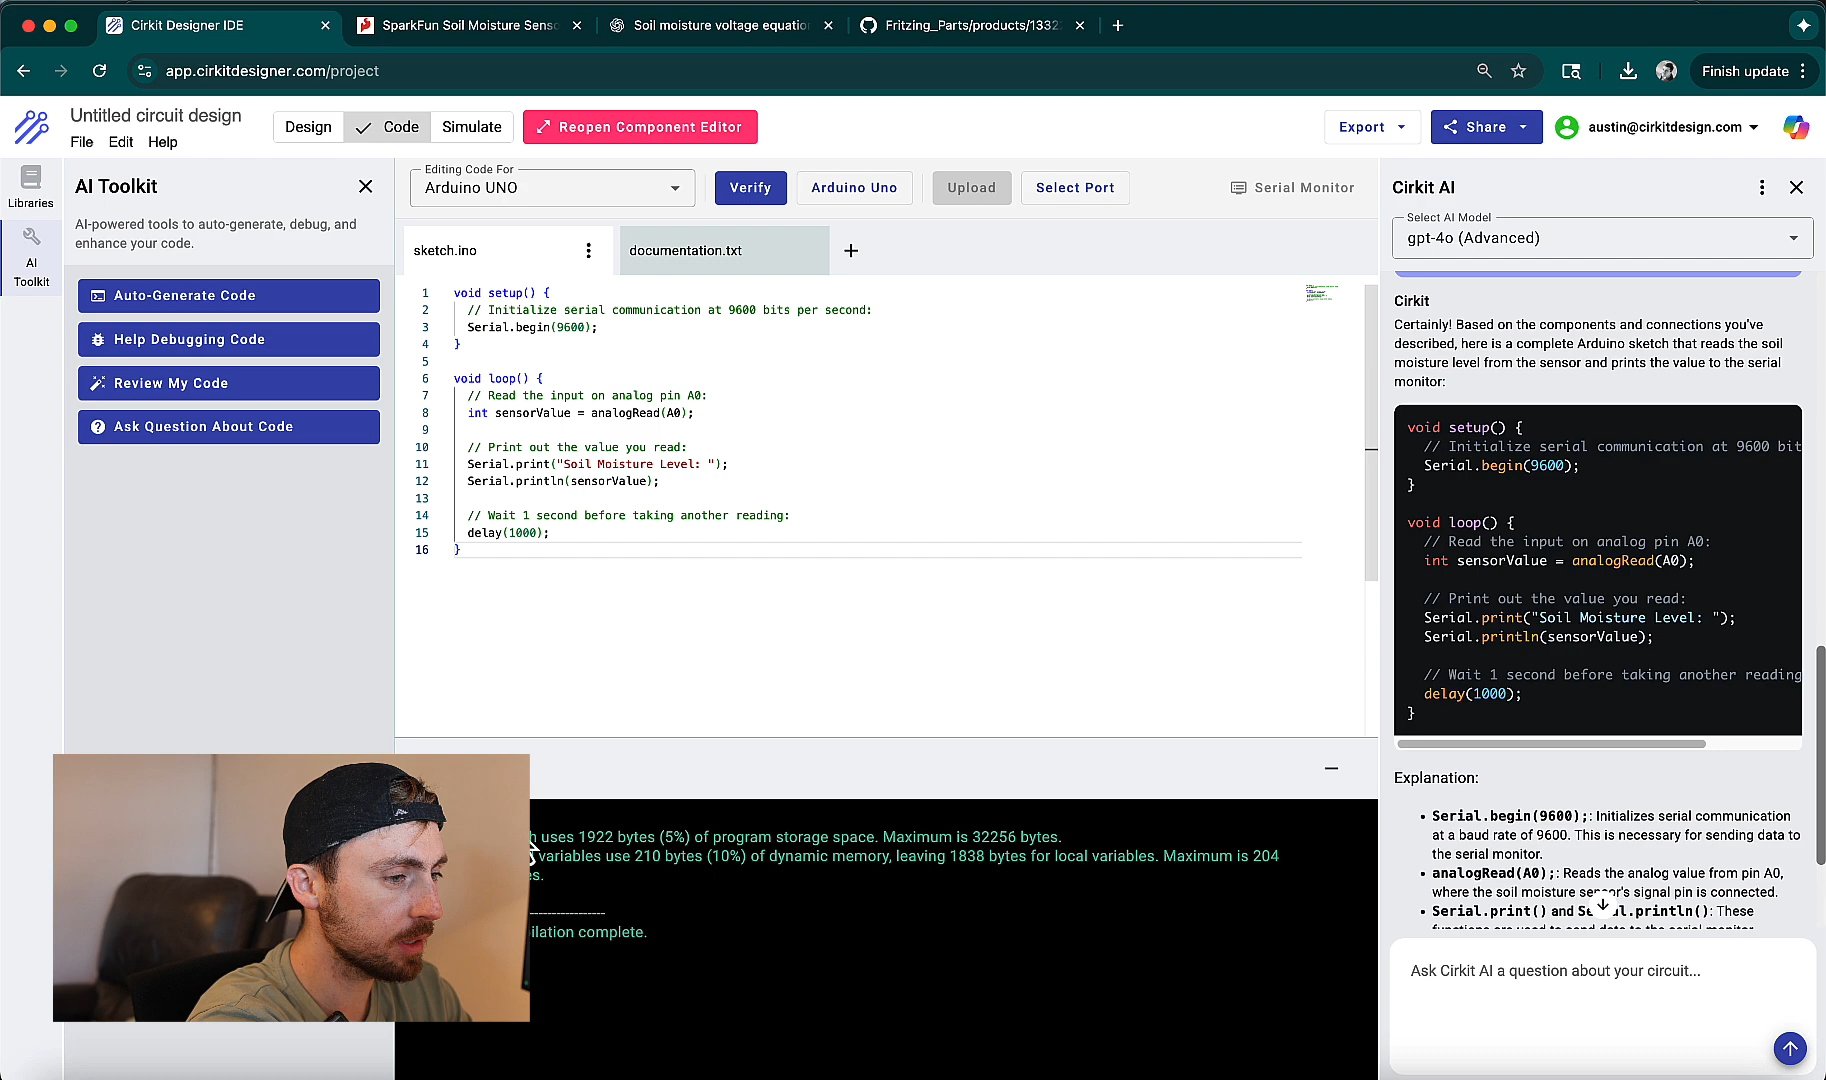 Cirkit Designer IDE
SparkFun Soil Moisture Senso
Soil moisture voltage equation
Fritzing_Parts/products/1332
app.cirkitdesigner.com/project
Finish update
Untitled circuit design
File Edit Help
Design Code Simulate
Reopen Component Editor
Export
Share
austin@cirkitdesign.com
Libraries
AI
Toolkit
AI Toolkit
AI-powered tools to auto-generate, debug, and
enhance your code.
Auto-Generate Code
Help Debugging Code
Review My Code
Ask Question About Code
Editing Code For
Arduino UNO
Verify
Arduino Uno
Upload
Select Port
Serial Monitor
sketch.ino
documentation.txt
1 void setup() {
2 // Initialize serial communication at 9600 bits per second:
3 Serial.begin(9600);
4 }
5
6 void loop() {
7 // Read the input on analog pin A0:
8 int sensorValue = analogRead(A0);
9
10 // Print out the value you read:
11 Serial.print("Soil Moisture Level: ");
12 Serial.println(sensorValue);
13
14 // Wait 1 second before taking another reading:
15 delay(1000);
16 }
h uses 1922 bytes (5%) of program storage space. Maximum is 32256 bytes.
variables use 210 bytes (10%) of dynamic memory, leaving 1838 bytes for local variables. Maximum is 204
es.
-----------------
ilation complete.
Cirkit AI
Select AI Model
gpt-4o (Advanced)
Cirkit
Certainly! Based on the components and connections you've
described, here is a complete Arduino sketch that reads the soil
moisture level from the sensor and prints the value to the serial
monitor:
void setup() {
// Initialize serial communication at 9600 bit
Serial.begin(9600);
}
void loop() {
// Read the input on analog pin A0:
int sensorValue = analogRead(A0);
// Print out the value you read:
Serial.print("Soil Moisture Level: ");
Serial.println(sensorValue);
// Wait 1 second before taking another reading
delay(1000);
}
Explanation:
• Serial.begin(9600);: Initializes serial communication
at a baud rate of 9600. This is necessary for sending data to
the serial monitor.
• analogRead(A0);: Reads the analog value from pin A0,
where the soil moisture sensor's signal pin is connected.
• Serial.print() and Serial.println(): These
functions are used to send data to the serial monitor
Ask Cirkit AI a question about your circuit...